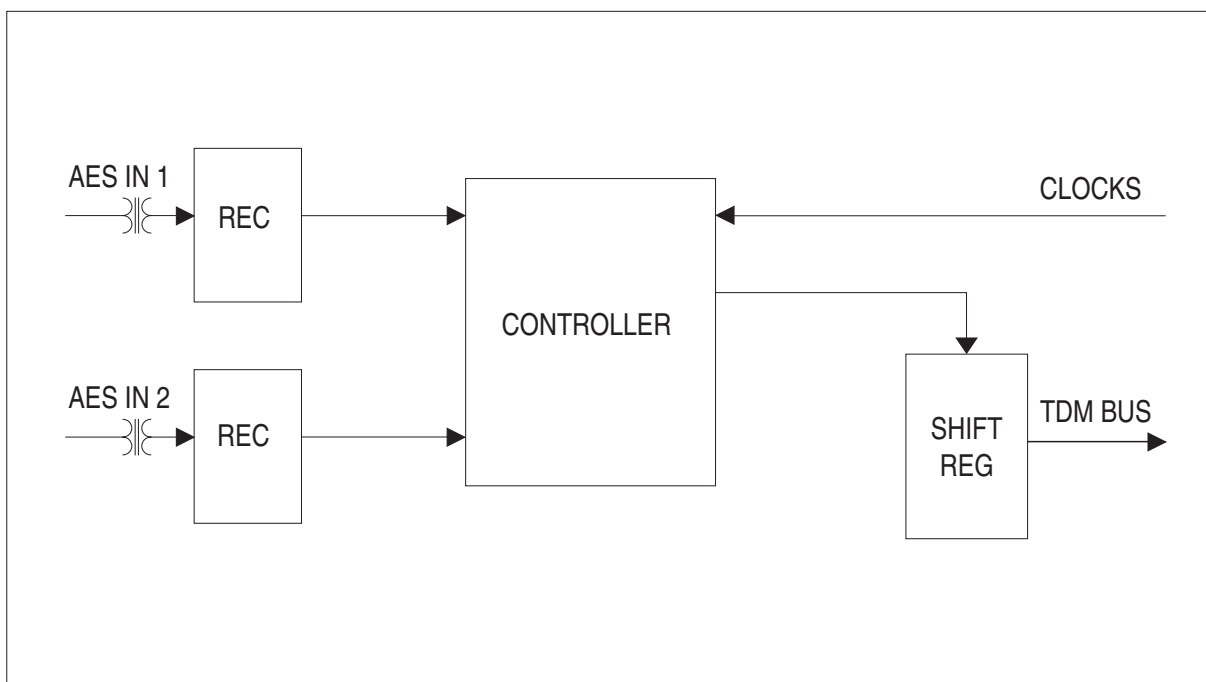 AES IN 1
REC
CLOCKS
CONTROLLER
AES IN 2
REC
SHIFT
REG
TDM BUS